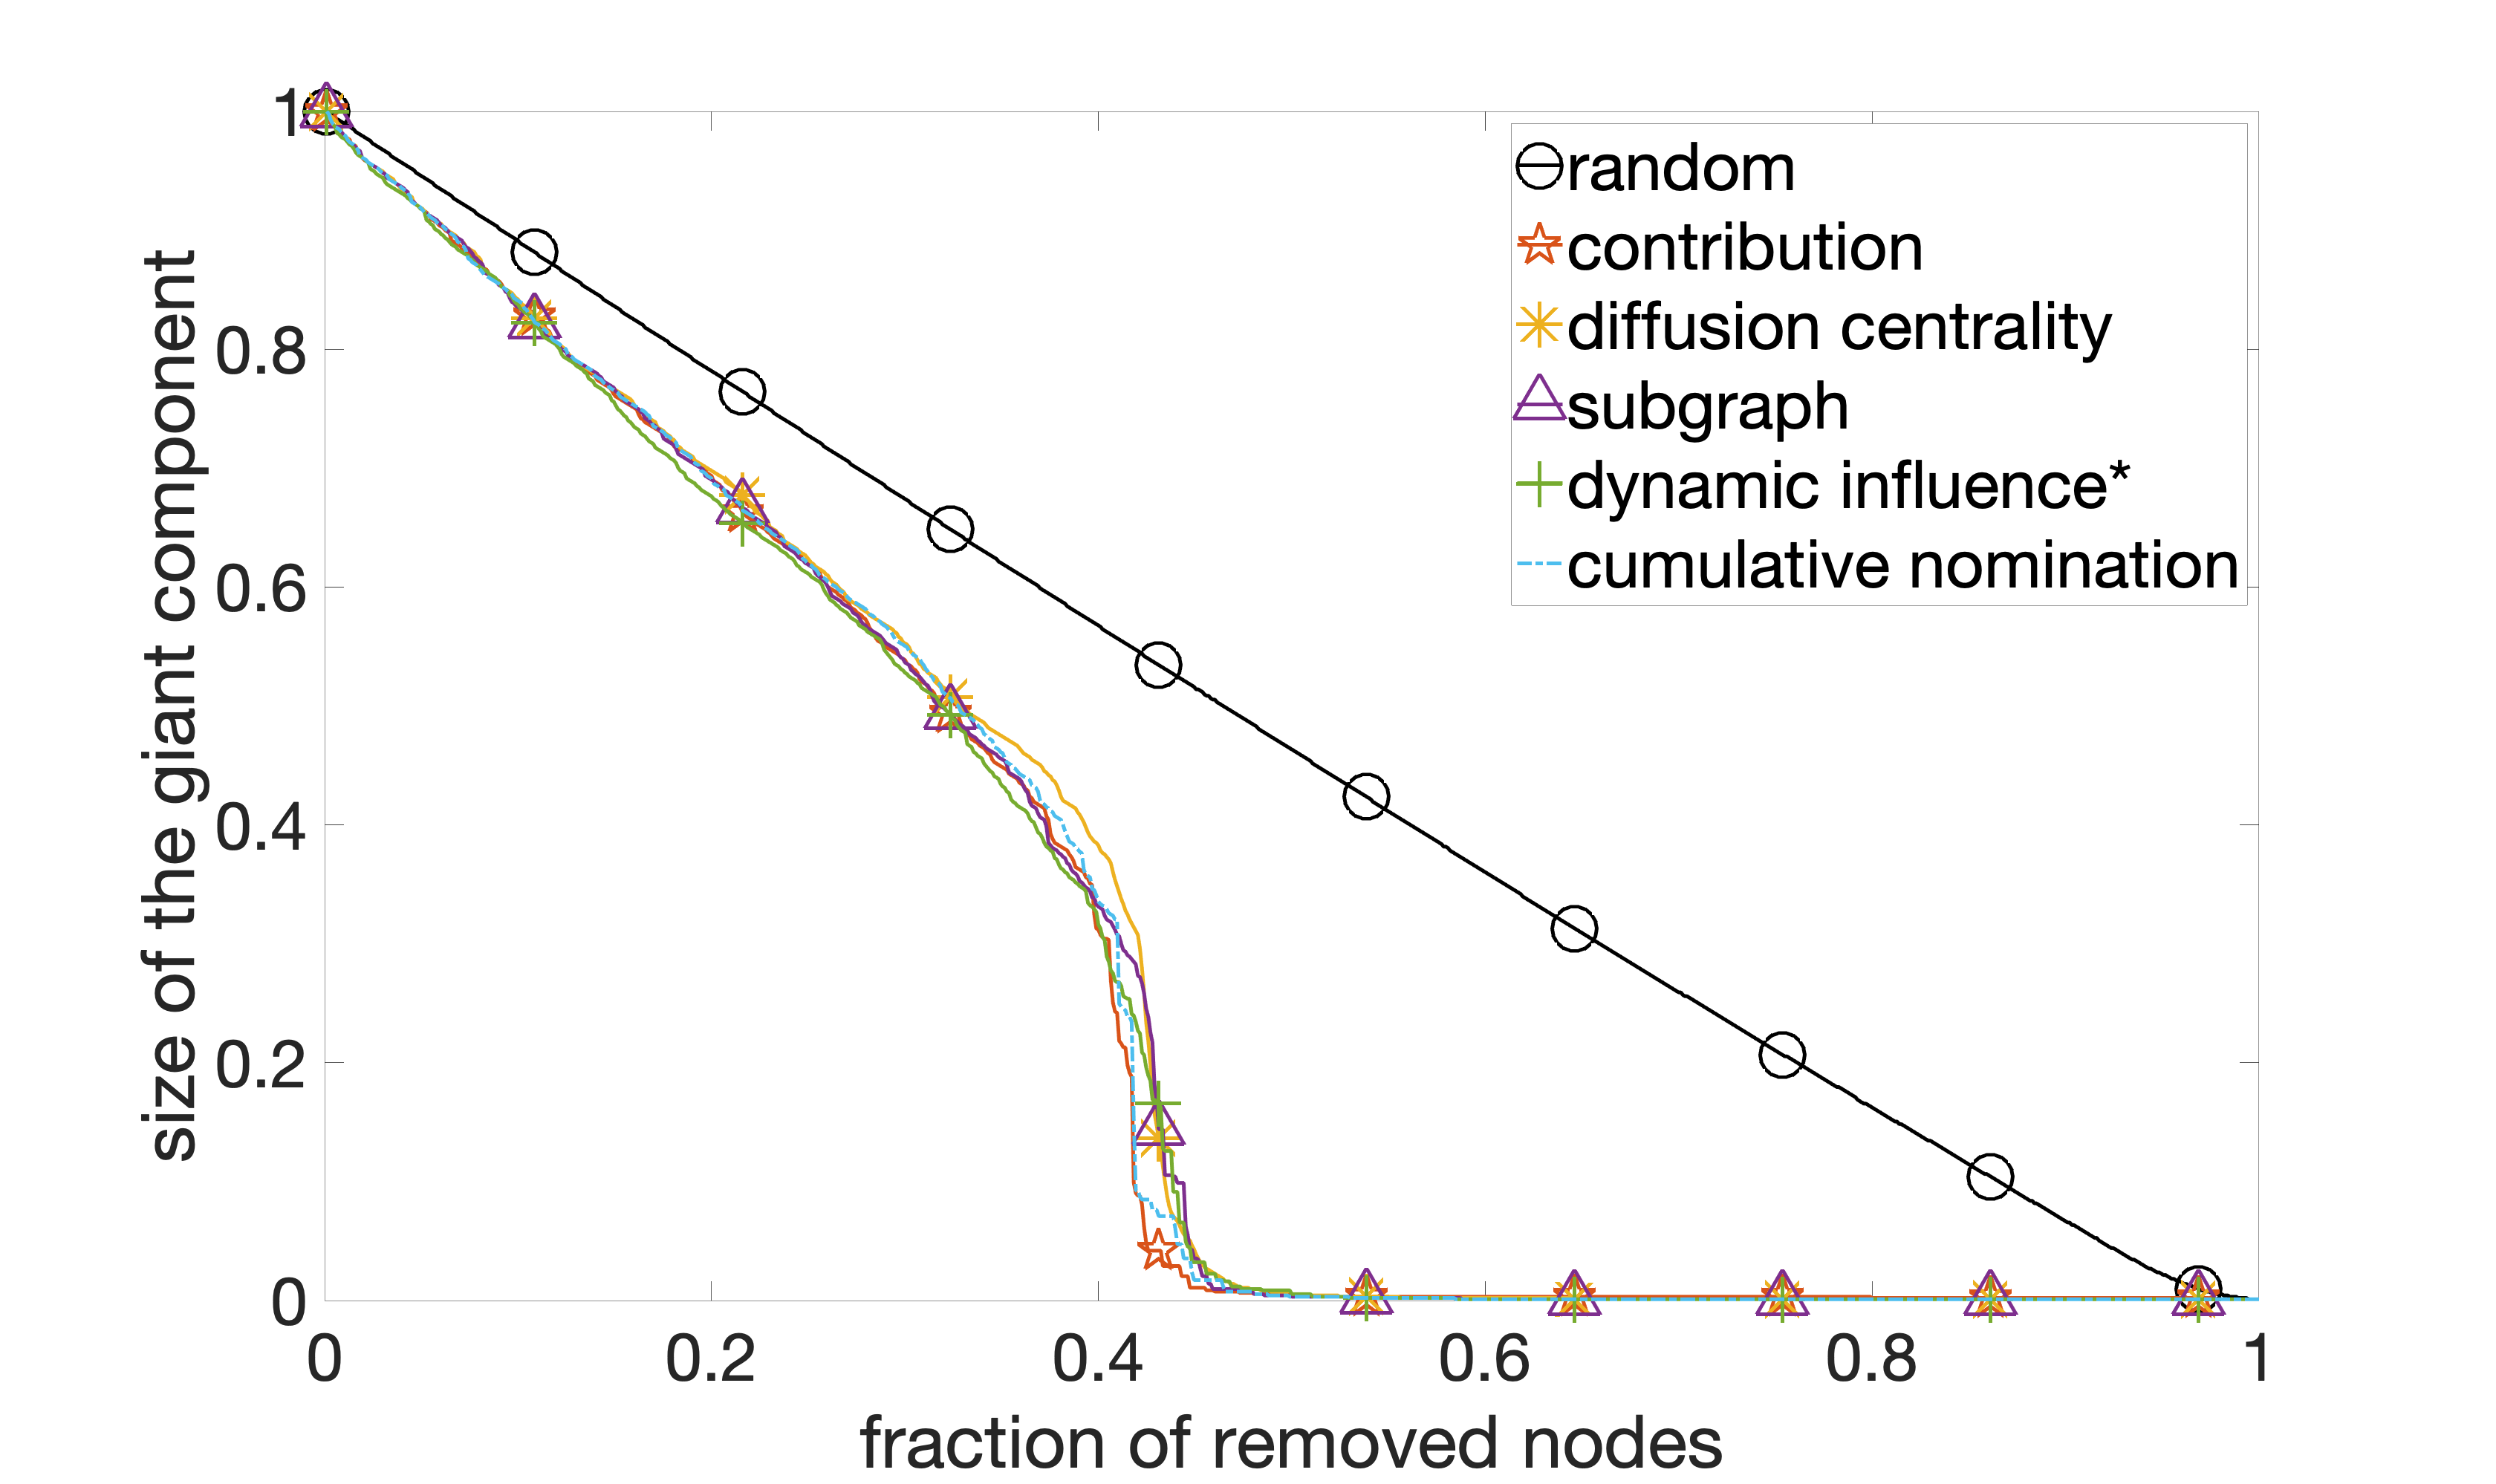 size of the giant component
1
0.8
0.6
0.4
0.2
0
0
0.2
0.4
0.6
0.8
1
fraction of removed nodes
random
contribution
diffusion centrality
subgraph
dynamic influence*
cumulative nomination